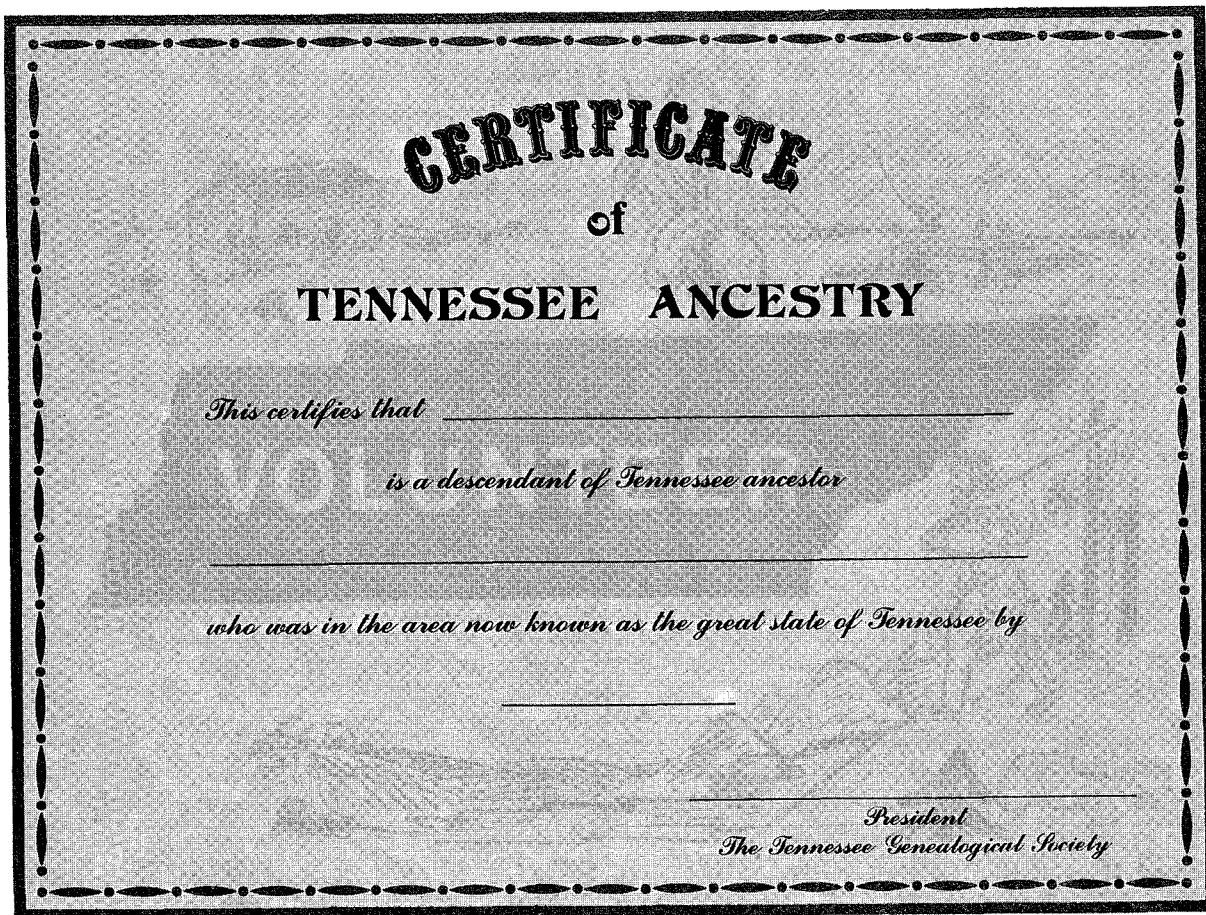 CERTIFICATE
of
TENNESSEE ANCESTRY
This certifies that
VOLUNTEER
is a descendant of Tennessee ancestor
who was in the area now known as the great state of Tennessee by
President
The Tennessee Genealogical Society